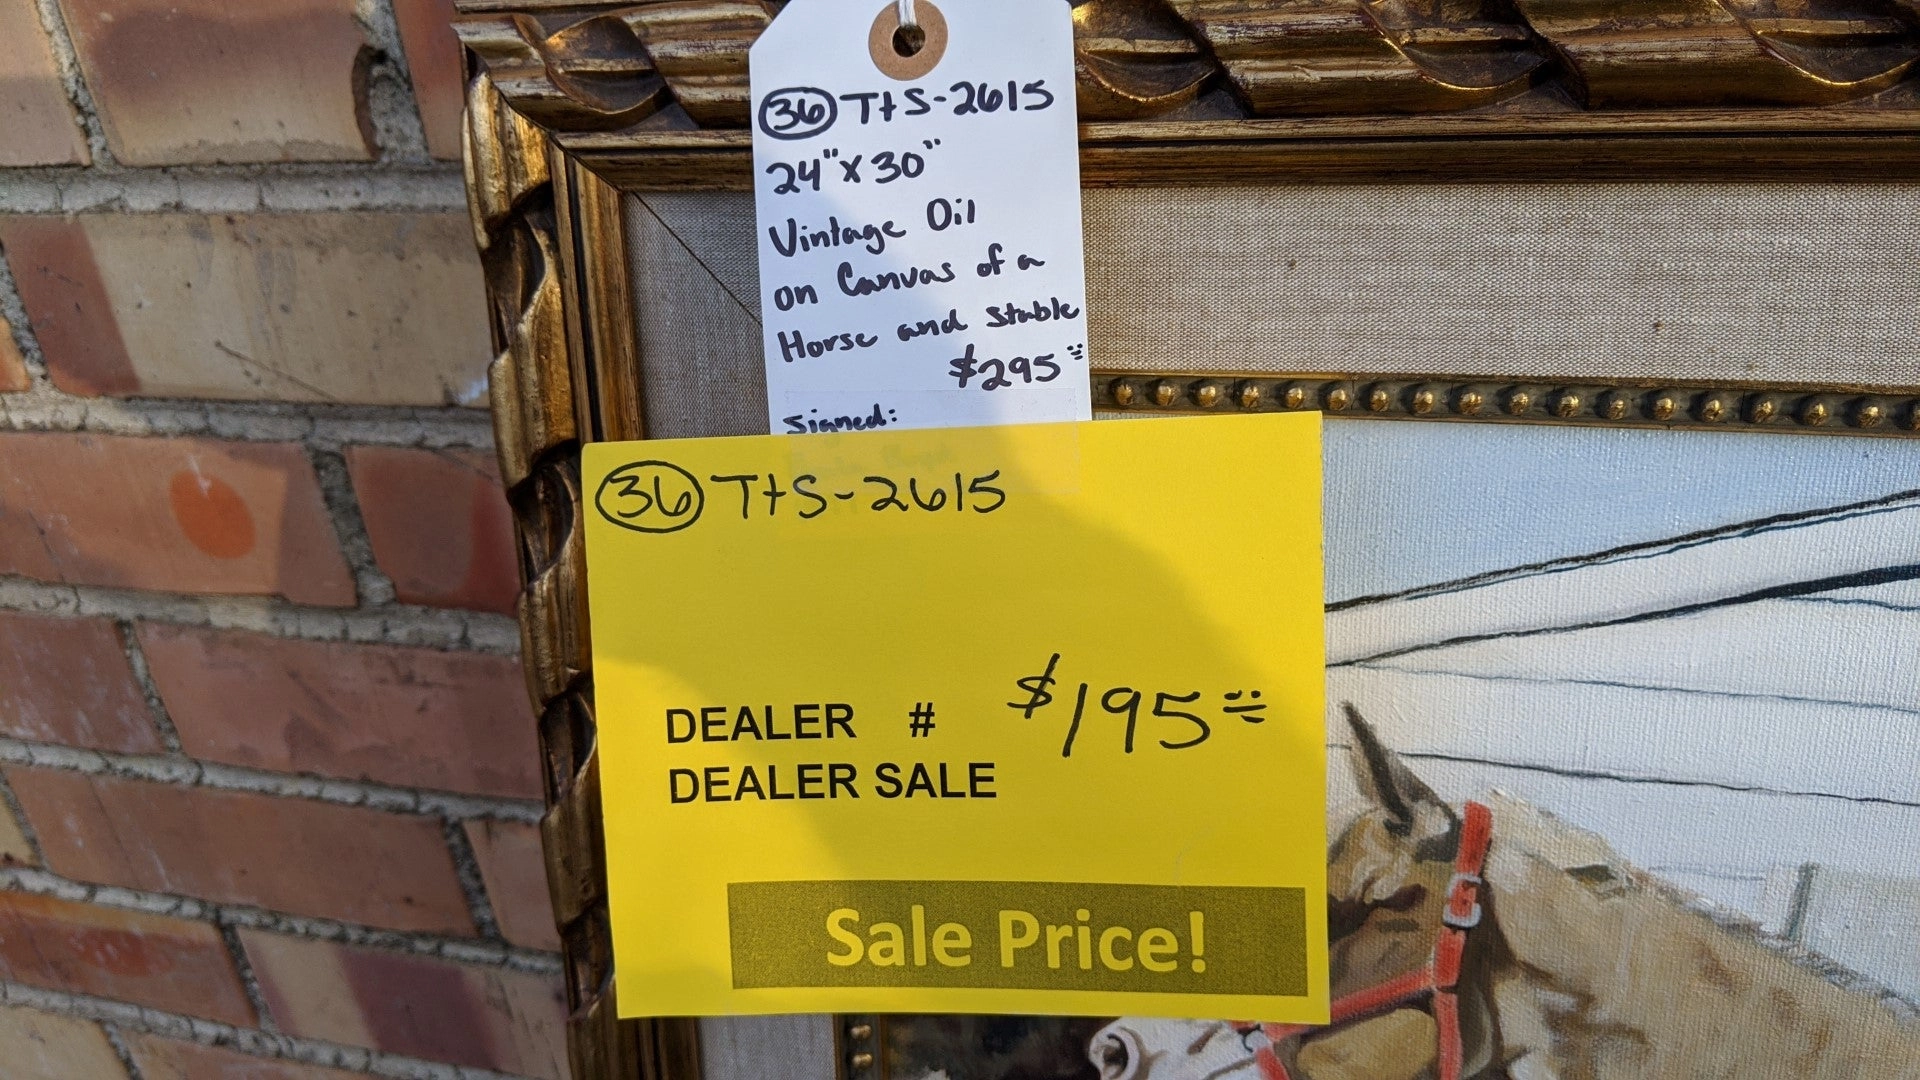 36 T+S-2615
24" x 30"
Vintage Oil
on Canvas of a
Horse and Stable
$295
Signed:
36 T+S-2615
DEALER # $195
DEALER SALE
Sale Price!